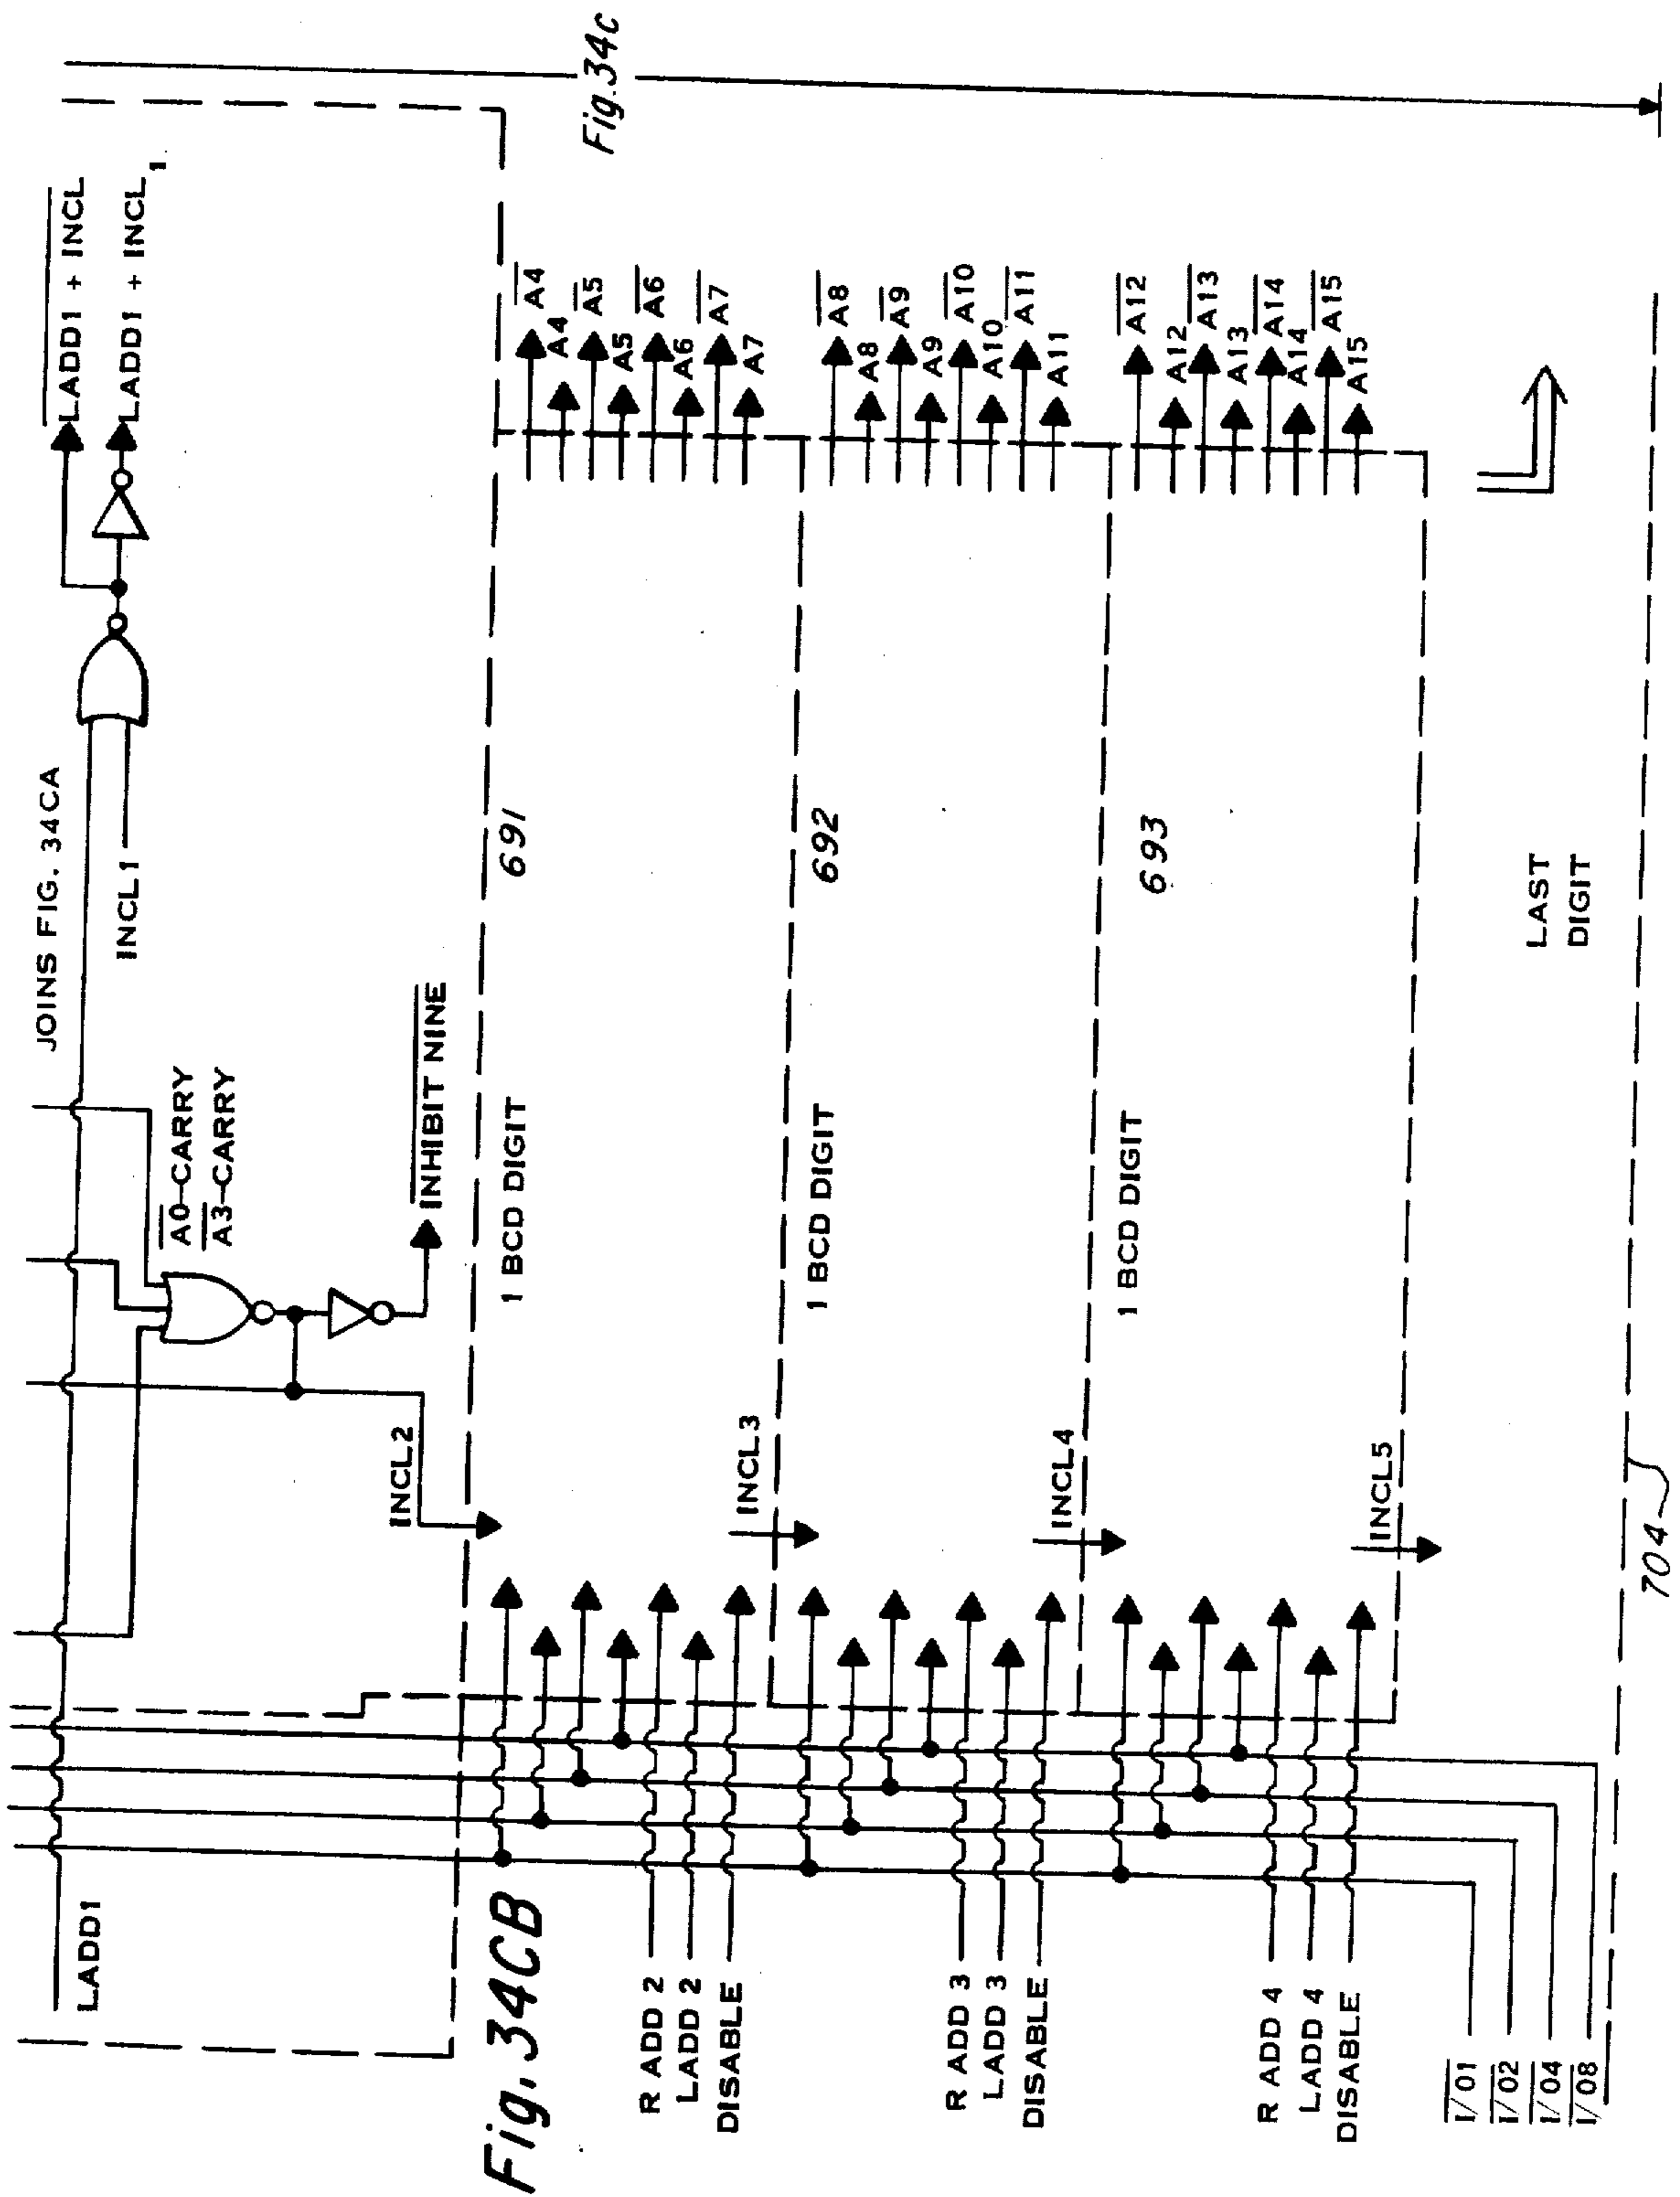 Fig. 34C
LADD1 + INCL
LADD1 + INCL 1
JOINS FIG. 34CA
INCL1
A0-CARRY
A3-CARRY
INHIBIT NINE
INCL2
LADD1
691
1 BCD DIGIT
A4
A4
A5
A5
A6
A6
A7
A7
Fig. 34CB
R ADD 2
LADD 2
DISABLE
INCL3
692
1 BCD DIGIT
A8
A8
A9
A9
A10
A10
A11
A11
R ADD 3
LADD 3
DISABLE
INCL4
693
1 BCD DIGIT
A12
A12
A13
A13
A14
A14
A15
A15
R ADD 4
LADD 4
DISABLE
INCL5
LAST
DIGIT
I/01
I/02
I/04
I/08
704